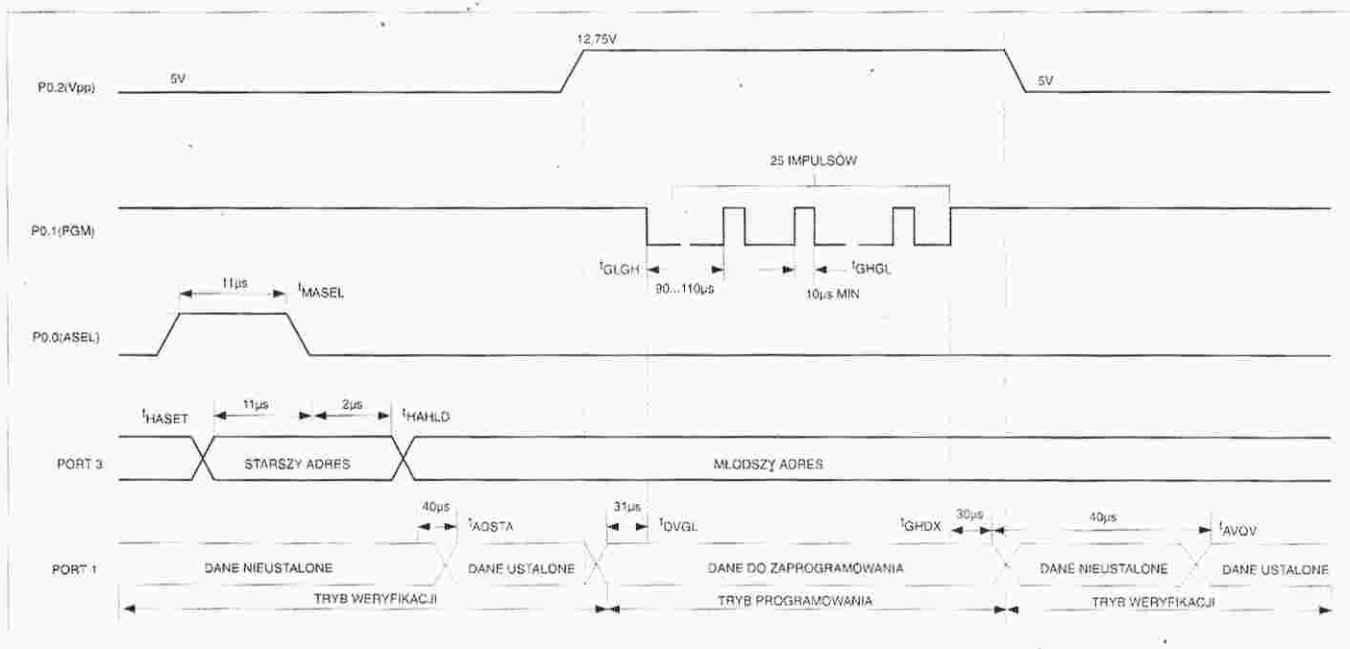 12,75V
5V
5V
P0.2(Vpp)
25 IMPULSÓW
P0.1(PGM)
tGLGH
tGHGL
90...110µs
10µs MIN
11µs
tMASEL
P0.0(ASEL)
tHASET
11µs
2µs
tHAHLD
PORT 3
STARSZY ADRES
MŁODSZY ADRES
40µs
tAQSTA
31µs
tDVGL
tGHDX
30µs
40µs
tAVQV
PORT 1
DANE NIEUSTALONE
DANE USTALONE
DANE DO ZAPROGRAMOWANIA
DANE NIEUSTALONE
DANE USTALONE
TRYB WERYFIKACJI
TRYB PROGRAMOWANIA
TRYB WERYFIKACJI